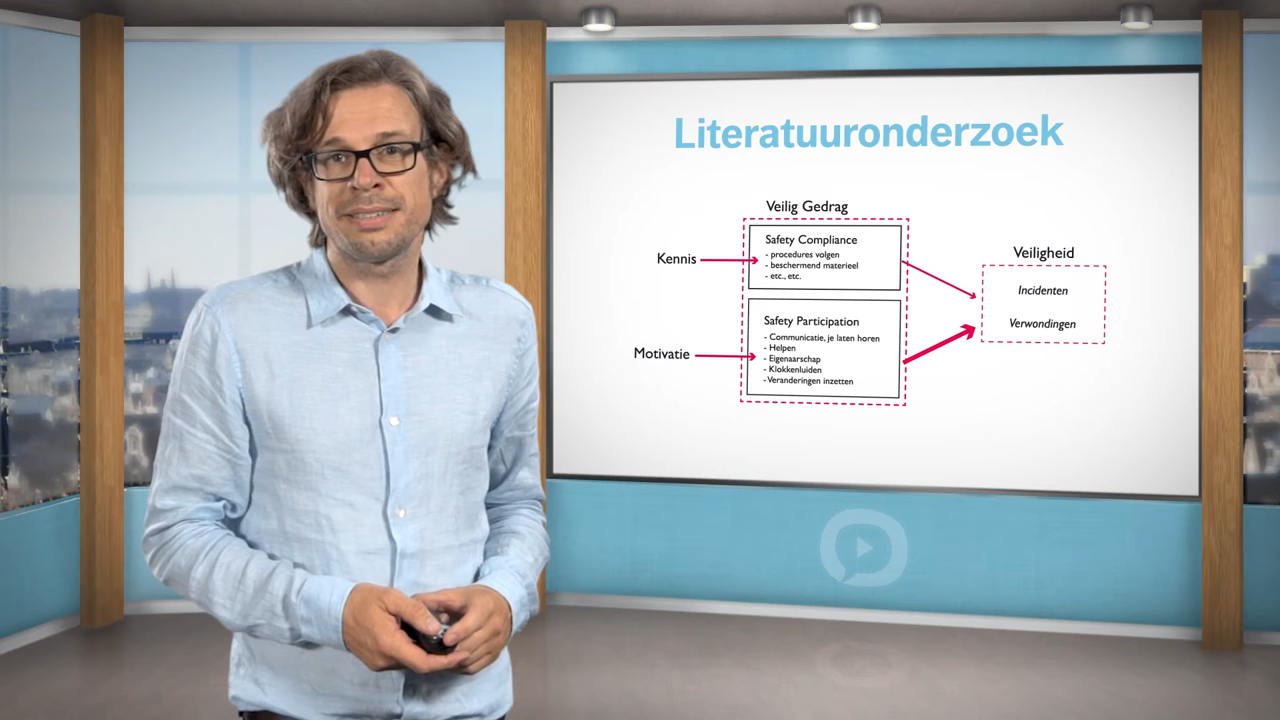 Literatuuronderzoek
Veilig Gedrag
Safety Compliance
- procedures volgen
- beschermend materieel
- etc., etc.
Kennis
Safety Participation
- Communicatie, je laten horen
- Helpen
- Eigenaarschap
- Klokkenluiden
- Veranderingen inzetten
Motivatie
Veiligheid
Incidenten
Verwondingen